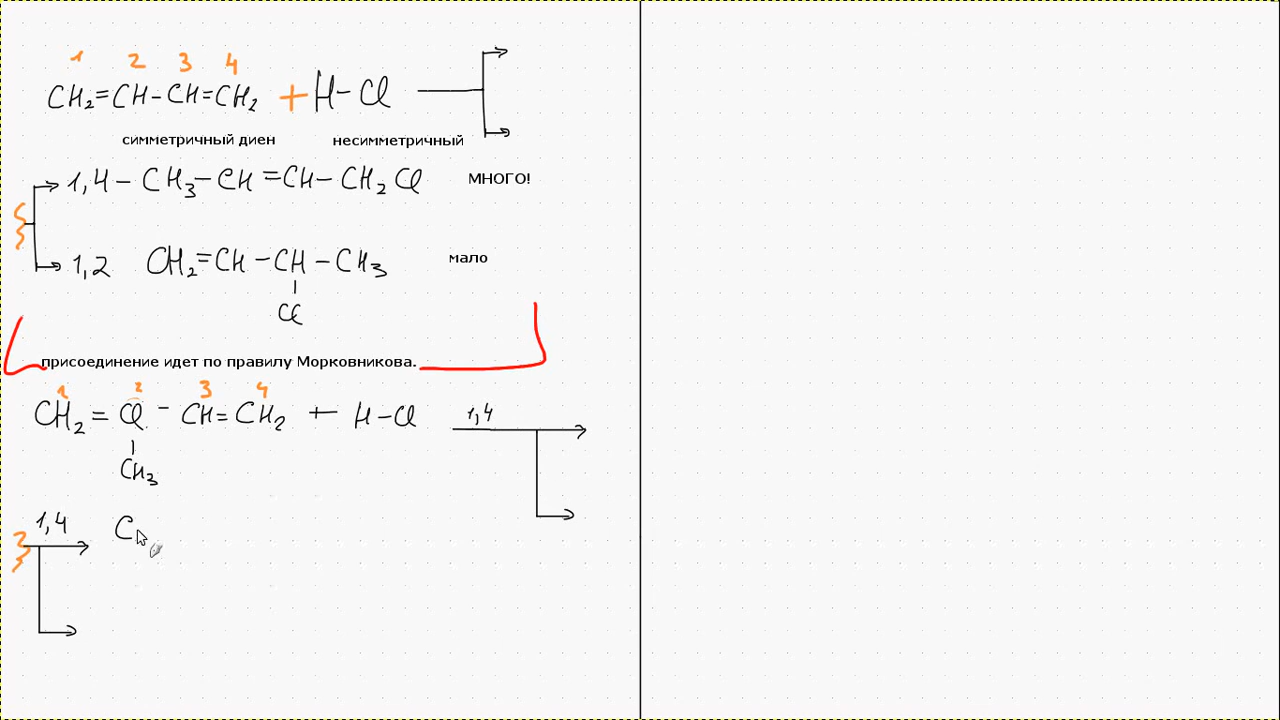 1 2 3 4
CH₂=CH-CH=CH₂ + H-Cl
симметричный диен несимметричный
1,4 - CH₃-CH=CH-CH₂Cl МНОГО!
1,2 CH₂=CH-CH-CH₃ мало
Cl
присоединение идет по правилу Морковникова.
1 2 3 4
CH₂=Cl-CH=CH₂ + H-Cl 1,4
CH₃
1,4 C